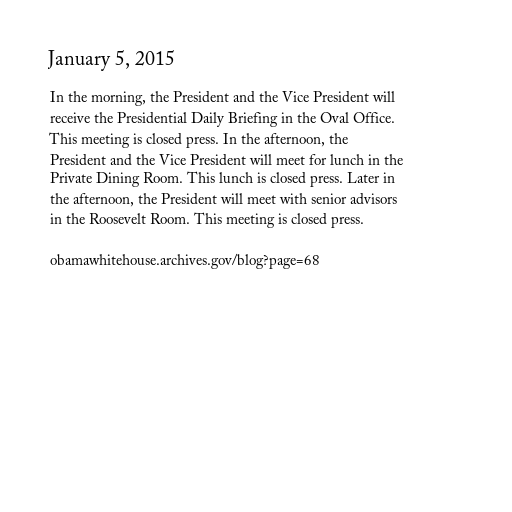 January 5, 2015
In the morning, the President and the Vice President will
receive the Presidential Daily Briefing in the Oval Office.
This meeting is closed press. In the afternoon, the
President and the Vice President will meet for lunch in the
Private Dining Room. This lunch is closed press. Later in
the afternoon, the President will meet with senior advisors
in the Roosevelt Room. This meeting is closed press.
obamawhitehouse.archives.gov/blog?page=68